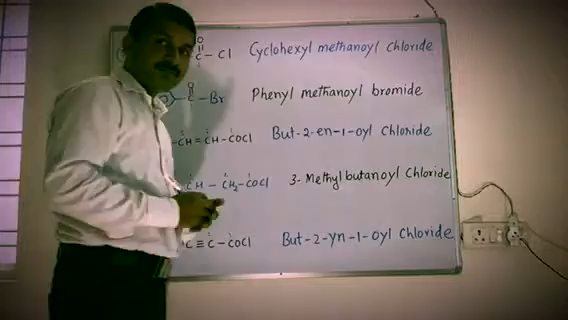 O
C - Cl Cyclohexyl methanoyl chloride
O
C - Br Phenyl methanoyl bromide
CH = CH - COCl But-2-en-1-oyl Chloride
CH - CH2 - COCl 3-Methyl butanoyl Chloride
C ≡ C - COCl But-2-yn-1-oyl Chloride